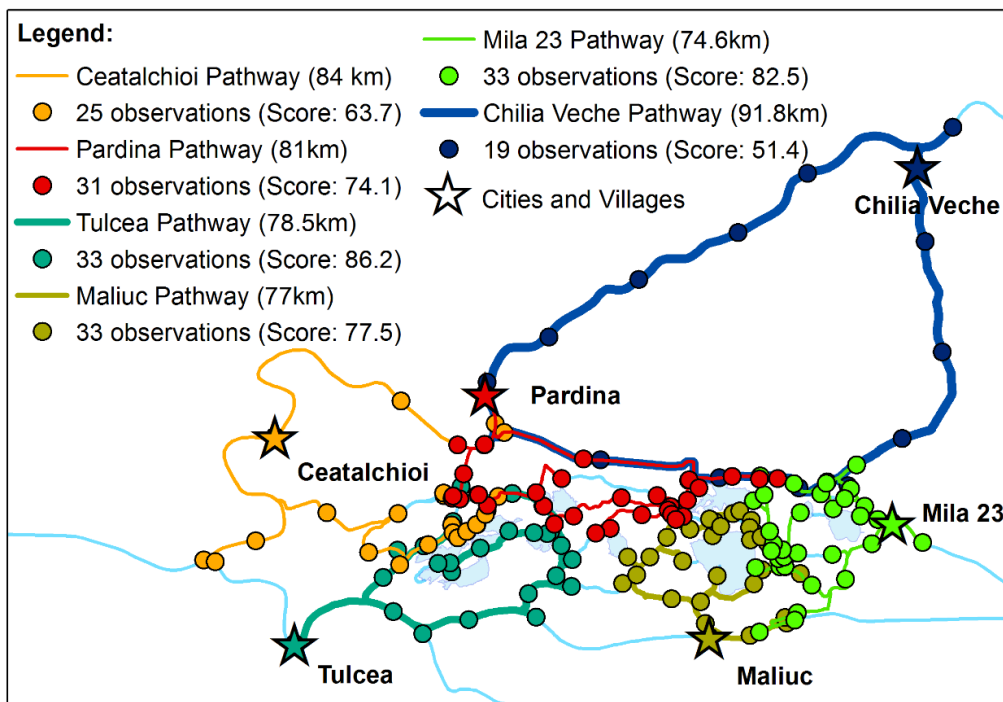 Legend:
Ceatalchioi Pathway (84 km)
25 observations (Score: 63.7)
Pardina Pathway (81km)
31 observations (Score: 74.1)
Tulcea Pathway (78.5km)
33 observations (Score: 86.2)
Maliuc Pathway (77km)
33 observations (Score: 77.5)
Mila 23 Pathway (74.6km)
33 observations (Score: 82.5)
Chilia Veche Pathway (91.8km)
19 observations (Score: 51.4)
Cities and Villages
Chilia Veche
Pardina
Ceatalchioi
Mila 23
Tulcea
Maliuc